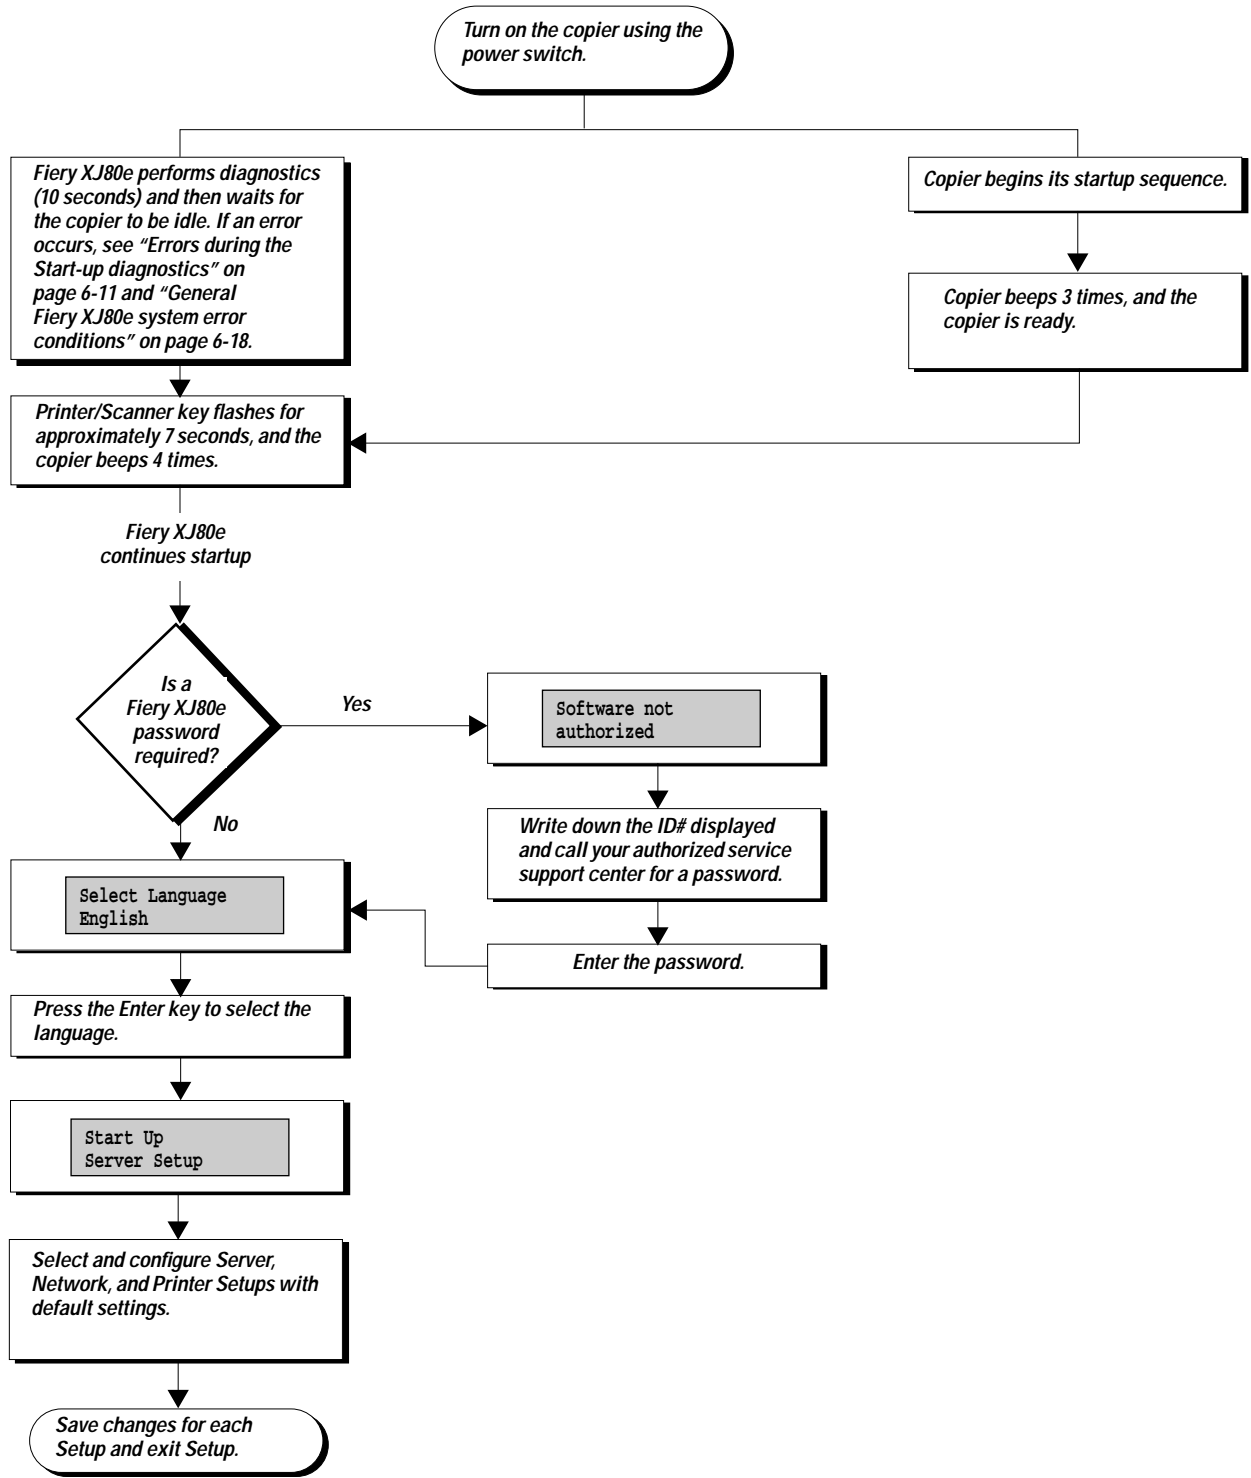 Turn on the copier using the
power switch.
Fiery XJ80e performs diagnostics
(10 seconds) and then waits for
the copier to be idle. If an error
occurs, see “Errors during the
Start-up diagnostics” on
page 6-11 and “General
Fiery XJ80e system error
conditions” on page 6-18.
Copier begins its startup sequence.
Copier beeps 3 times, and the
copier is ready.
Printer/Scanner key flashes for
approximately 7 seconds, and the
copier beeps 4 times.
Fiery XJ80e
continues startup
Is a
Fiery XJ80e
password
required?
Yes
Software not
authorized
Write down the ID# displayed
and call your authorized service
support center for a password.
Enter the password.
No
Select Language
English
Press the Enter key to select the
language.
Start Up
Server Setup
Select and configure Server,
Network, and Printer Setups with
default settings.
Save changes for each
Setup and exit Setup.